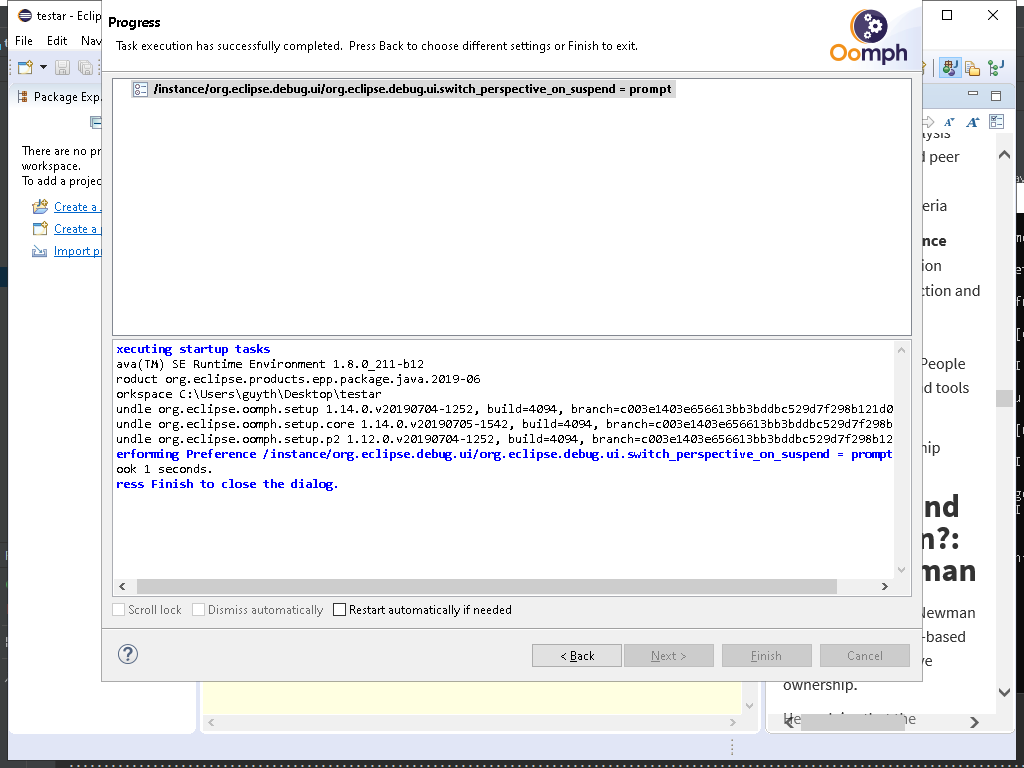 testar - Eclip
File Edit Nav
Package Exp
There are no pr
workspace.
To add a projec
Create a
Create a
Import p
Progress
Task execution has successfully completed. Press Back to choose different settings or Finish to exit.
Oomph
/instance/org.eclipse.debug.ui/org.eclipse.debug.ui.switch_perspective_on_suspend = prompt
xecuting startup tasks
ava(TM) SE Runtime Environment 1.8.0_211-b12
roduct org.eclipse.products.epp.package.java.2019-06
orkspace C:\Users\guyth\Desktop\testar
undle org.eclipse.oomph.setup 1.14.0.v20190704-1252, build=4094, branch=c003e1403e656613bb3bddbc529d7f298b121d0
undle org.eclipse.oomph.setup.core 1.14.0.v20190705-1542, build=4094, branch=c003e1403e656613bb3bddbc529d7f298b
undle org.eclipse.oomph.setup.p2 1.12.0.v20190704-1252, build=4094, branch=c003e1403e656613bb3bddbc529d7f298b12
erforming Preference /instance/org.eclipse.debug.ui/org.eclipse.debug.ui.switch_perspective_on_suspend = prompt
ook 1 seconds.
ress Finish to close the dialog.
Scroll lock Dismiss automatically Restart automatically if needed
< Back Next > Finish Cancel
ysis
peer
eria
nce
ion
ction and
People
d tools
hip
nd
n?:
man
Newman
-based
ve
ownership.